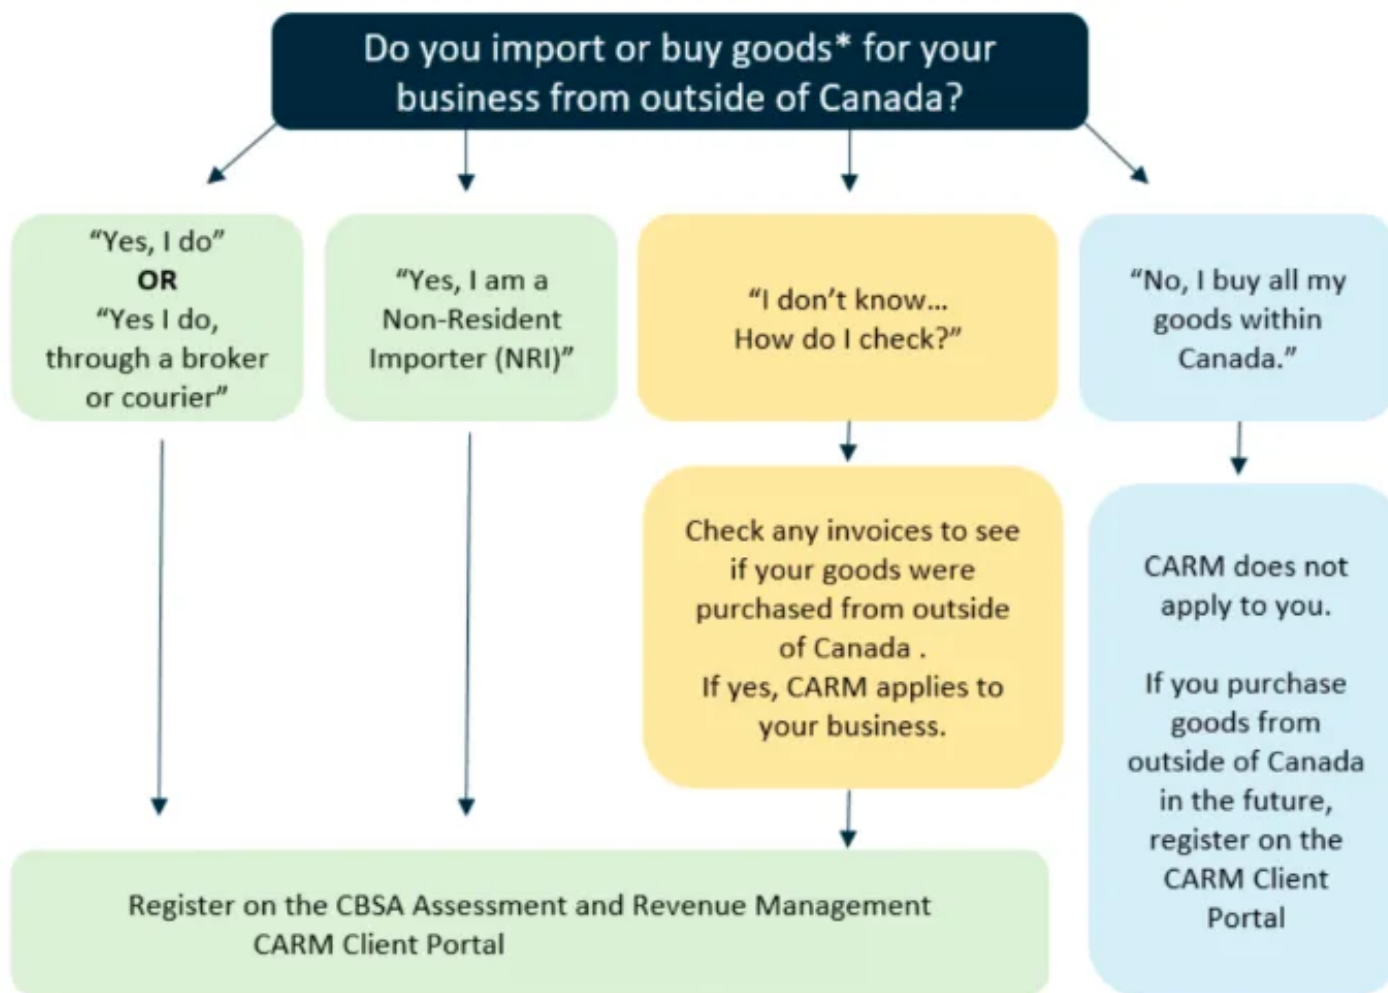 Do you import or buy goods* for your
business from outside of Canada?
“Yes, I do”
OR
“Yes I do,
through a broker
or courier”
“Yes, I am a
Non-Resident
Importer (NRI)”
“I don’t know...
How do I check?”
“No, I buy all my
goods within
Canada.”
Check any invoices to see
if your goods were
purchased from outside
of Canada .
If yes, CARM applies to
your business.
CARM does not
apply to you.
If you purchase
goods from
outside of Canada
in the future,
register on the
CARM Client
Portal
Register on the CBSA Assessment and Revenue Management
CARM Client Portal